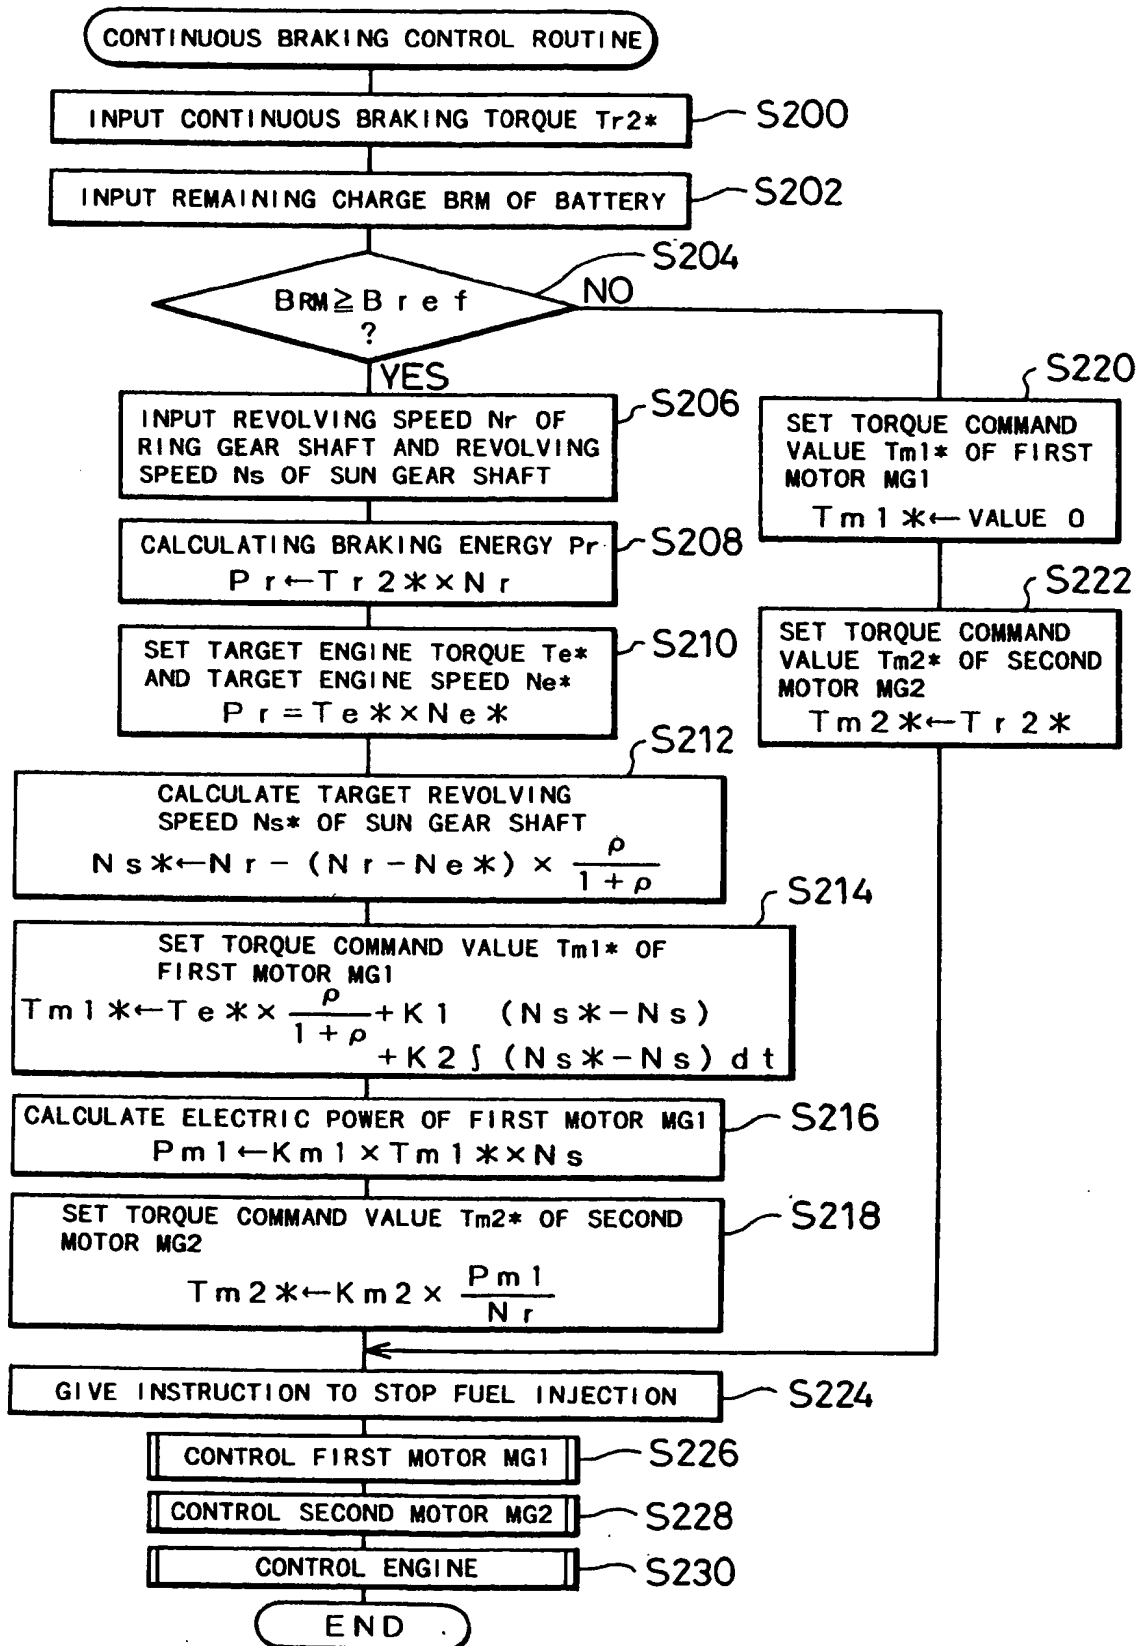 CONTINUOUS BRAKING CONTROL ROUTINE
INPUT CONTINUOUS BRAKING TORQUE Tr2*
S200
INPUT REMAINING CHARGE BRM OF BATTERY
S202
S204
BRM≧Bref
?
NO
YES
INPUT REVOLVING SPEED Nr OF
RING GEAR SHAFT AND REVOLVING
SPEED Ns OF SUN GEAR SHAFT
S206
CALCULATING BRAKING ENERGY Pr
Pr←Tr2*×Nr
S208
SET TARGET ENGINE TORQUE Te*
AND TARGET ENGINE SPEED Ne*
Pr=Te*×Ne*
S210
S212
CALCULATE TARGET REVOLVING
SPEED Ns* OF SUN GEAR SHAFT
Ns*←Nr-(Nr-Ne*)× ρ/1+ρ
S214
SET TORQUE COMMAND VALUE Tm1* OF
FIRST MOTOR MG1
Tm1*←Te*× ρ/1+ρ +K1 (Ns*-Ns)
+K2∫(Ns*-Ns)dt
CALCULATE ELECTRIC POWER OF FIRST MOTOR MG1
Pm1←Km1×Tm1*×Ns
S216
SET TORQUE COMMAND VALUE Tm2* OF SECOND
MOTOR MG2
Tm2*←Km2× Pm1/Nr
S218
S220
SET TORQUE COMMAND
VALUE Tm1* OF FIRST
MOTOR MG1
Tm1*←VALUE 0
S222
SET TORQUE COMMAND
VALUE Tm2* OF SECOND
MOTOR MG2
Tm2*←Tr2*
GIVE INSTRUCTION TO STOP FUEL INJECTION
S224
CONTROL FIRST MOTOR MG1
S226
CONTROL SECOND MOTOR MG2
S228
CONTROL ENGINE
S230
END